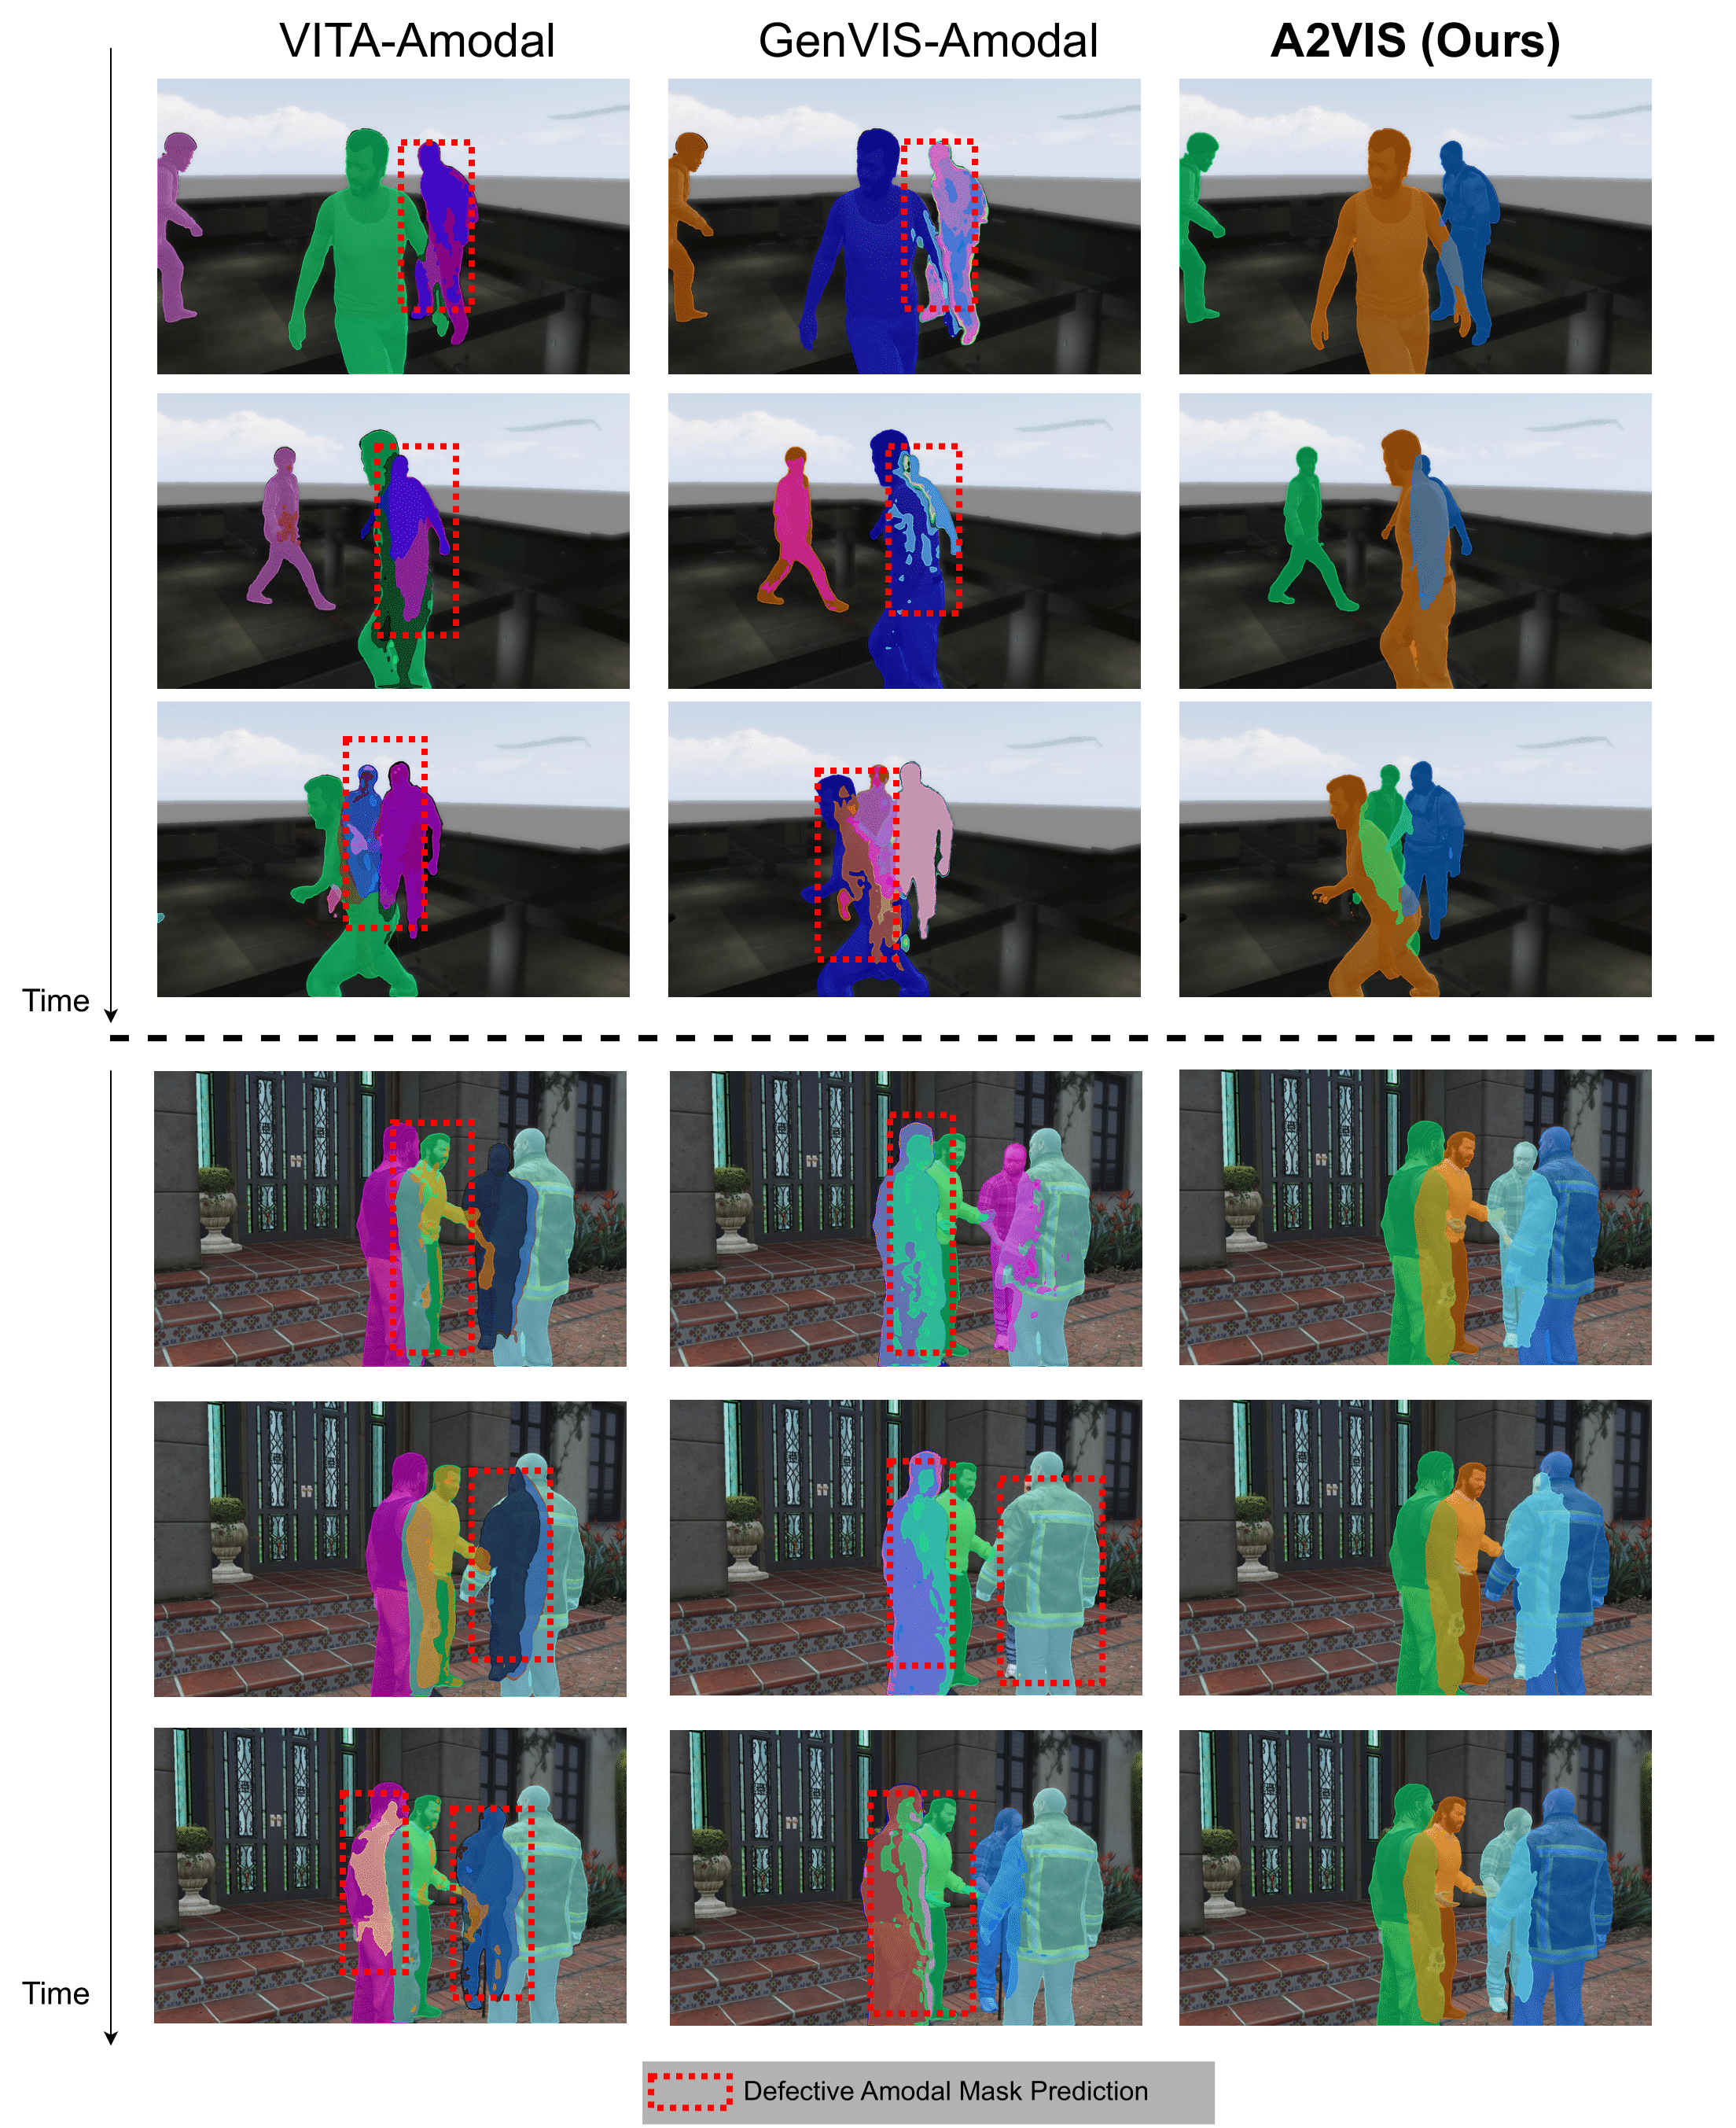 VITA-Amodal
GenVIS-Amodal
A2VIS (Ours)
Time
Time
Defective Amodal Mask Prediction